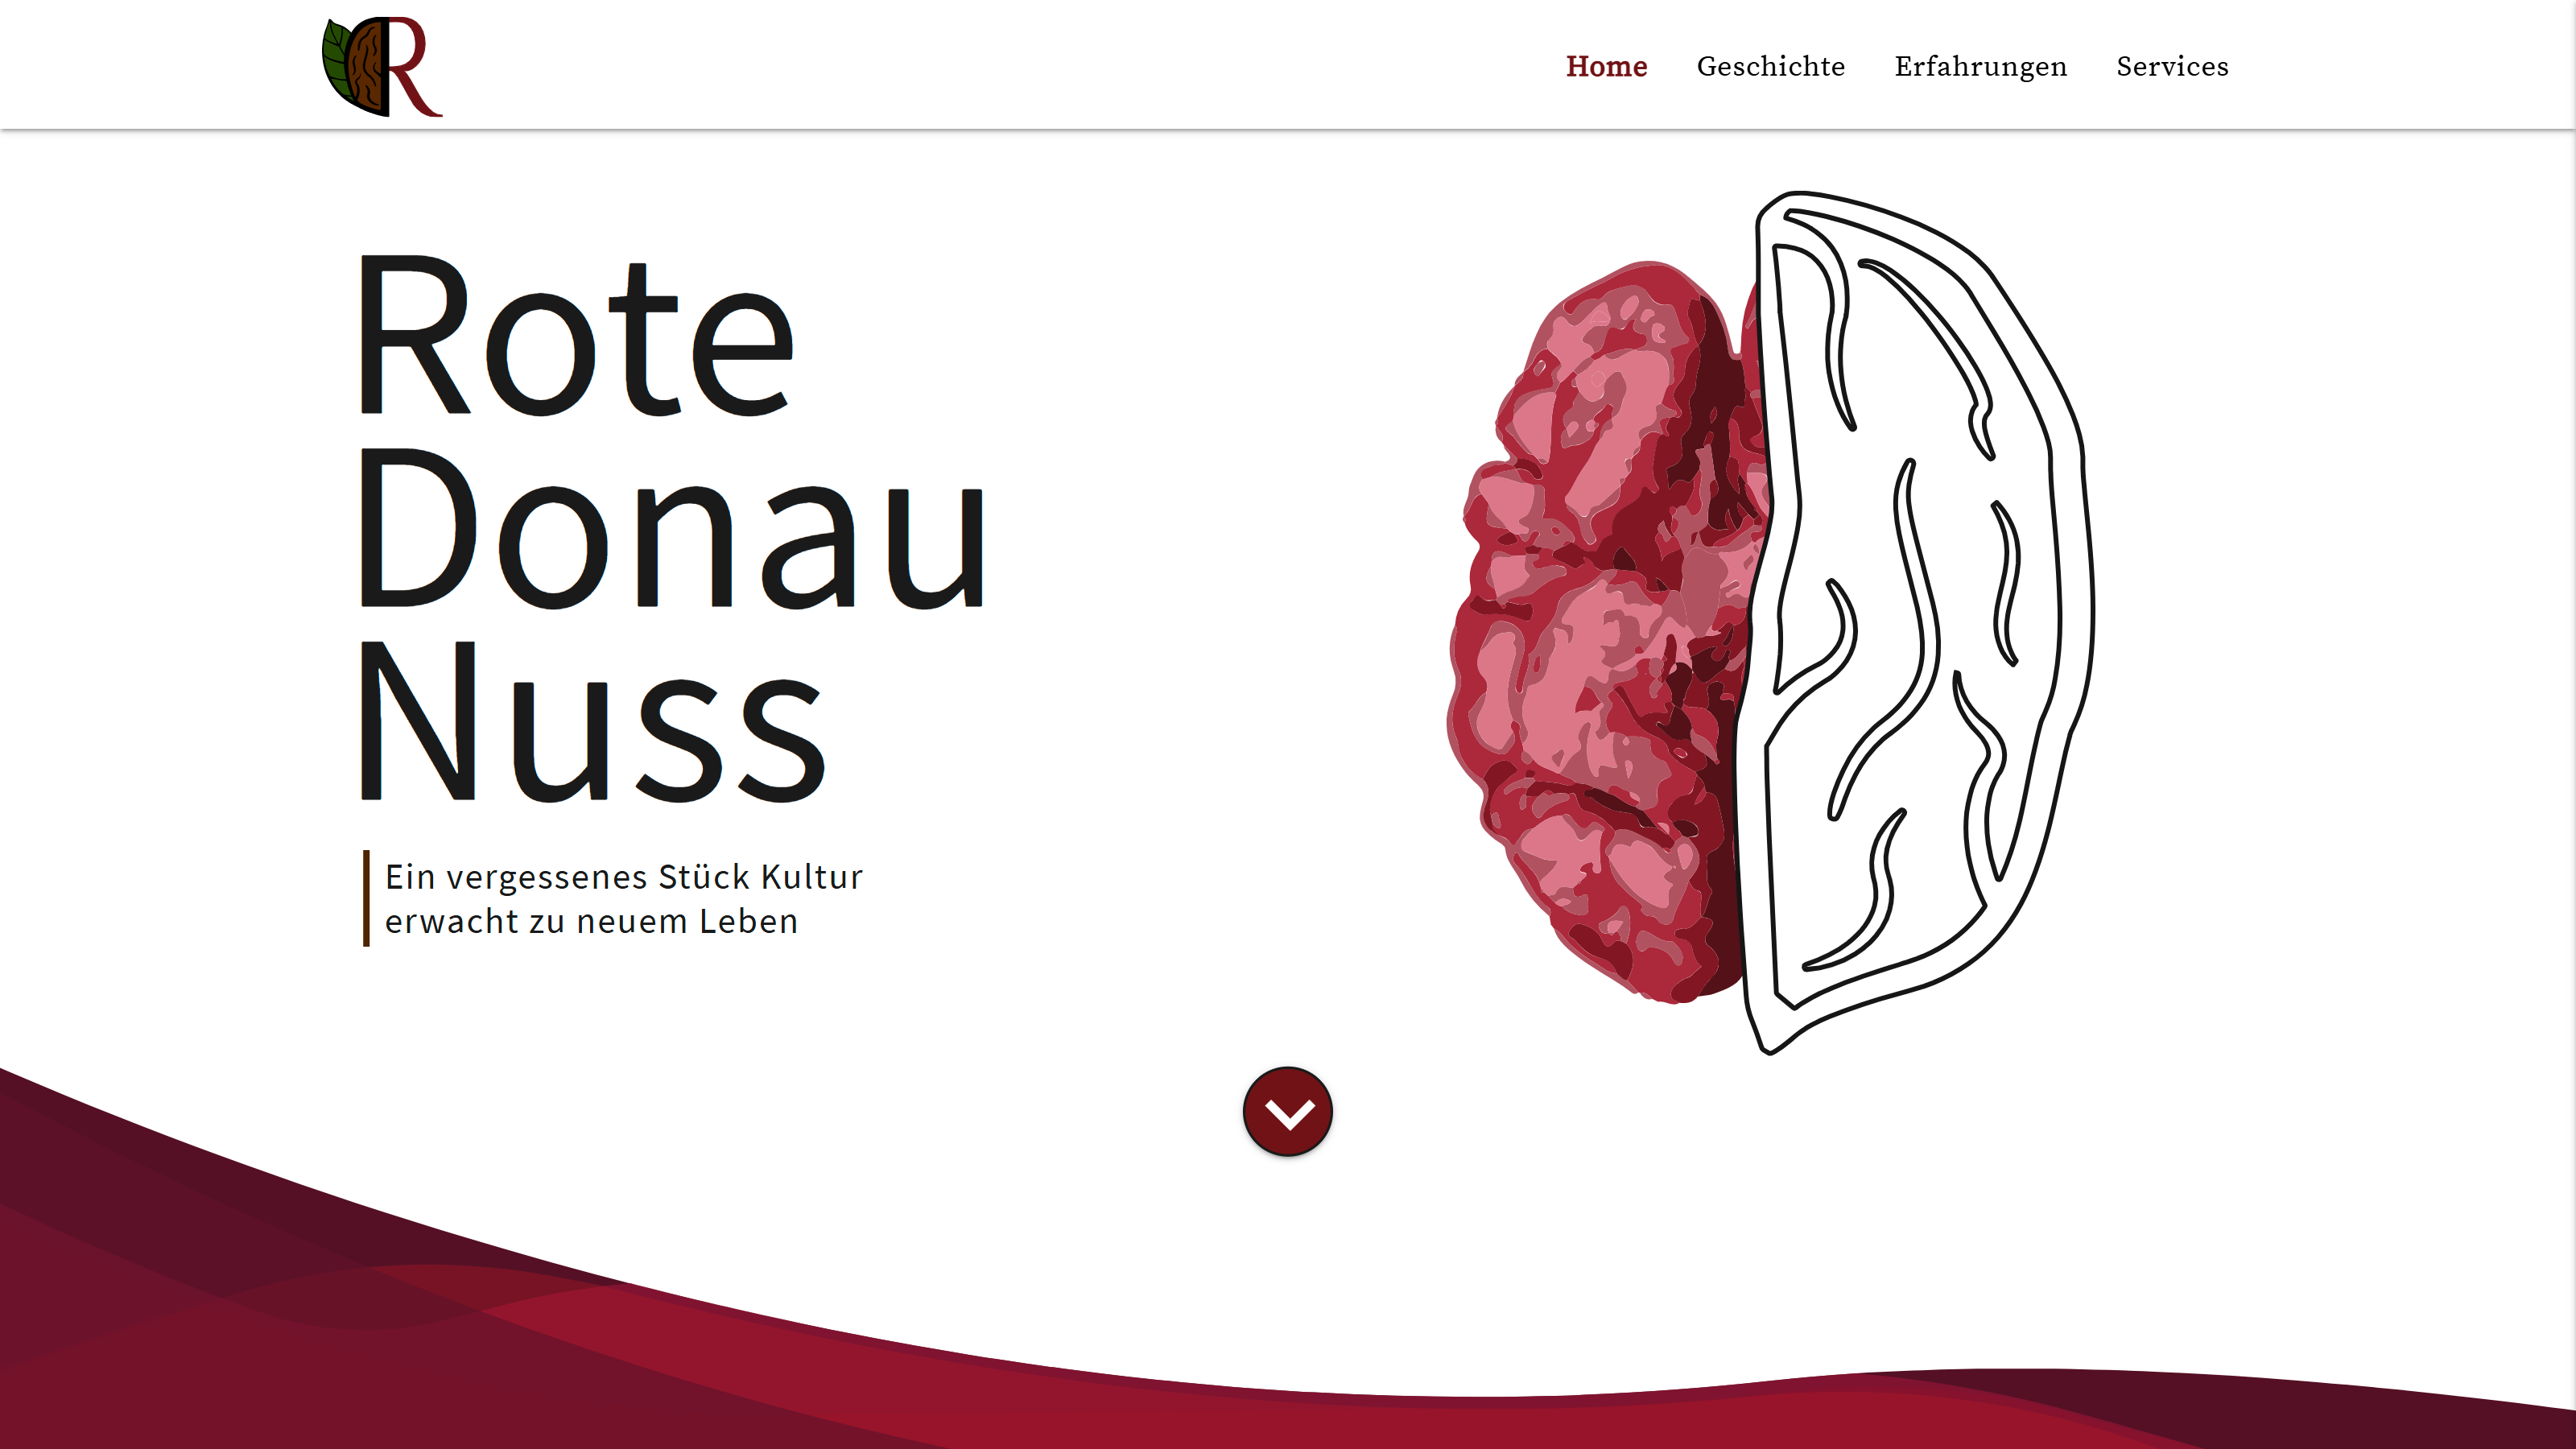 R
Home
Geschichte
Erfahrungen
Services
Rote
Donau
Nuss
Ein vergessenes Stück Kultur
erwacht zu neuem Leben